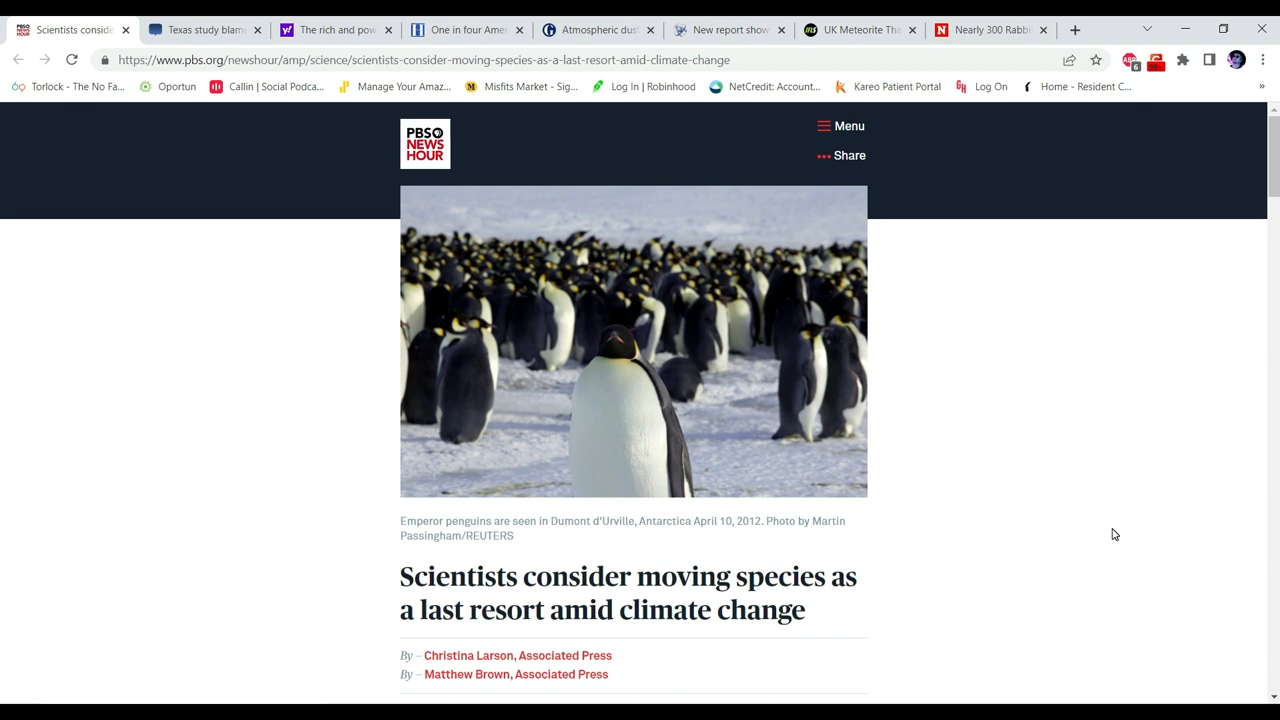 Scientists conside
Texas study blam
The rich and pow
One in four Ame
Atmospheric dus
New report show
UK Meteorite Tha
Nearly 300 Rabbi
https://www.pbs.org/newshour/amp/science/scientists-consider-moving-species-as-a-last-resort-amid-climate-change
ABP
6
99+
Torlock - The No Fa...
Oportun
Callin | Social Podca...
Manage Your Amaz...
Misfits Market - Sig...
Log In | Robinhood
NetCredit: Account...
Kareo Patient Portal
Log On
Home - Resident C...
»
PBS
NEWS
HOUR
Menu
Share
Emperor penguins are seen in Dumont d'Urville, Antarctica April 10, 2012. Photo by Martin
Passingham/REUTERS
Scientists consider moving species as
a last resort amid climate change
By – Christina Larson, Associated Press
By – Matthew Brown, Associated Press